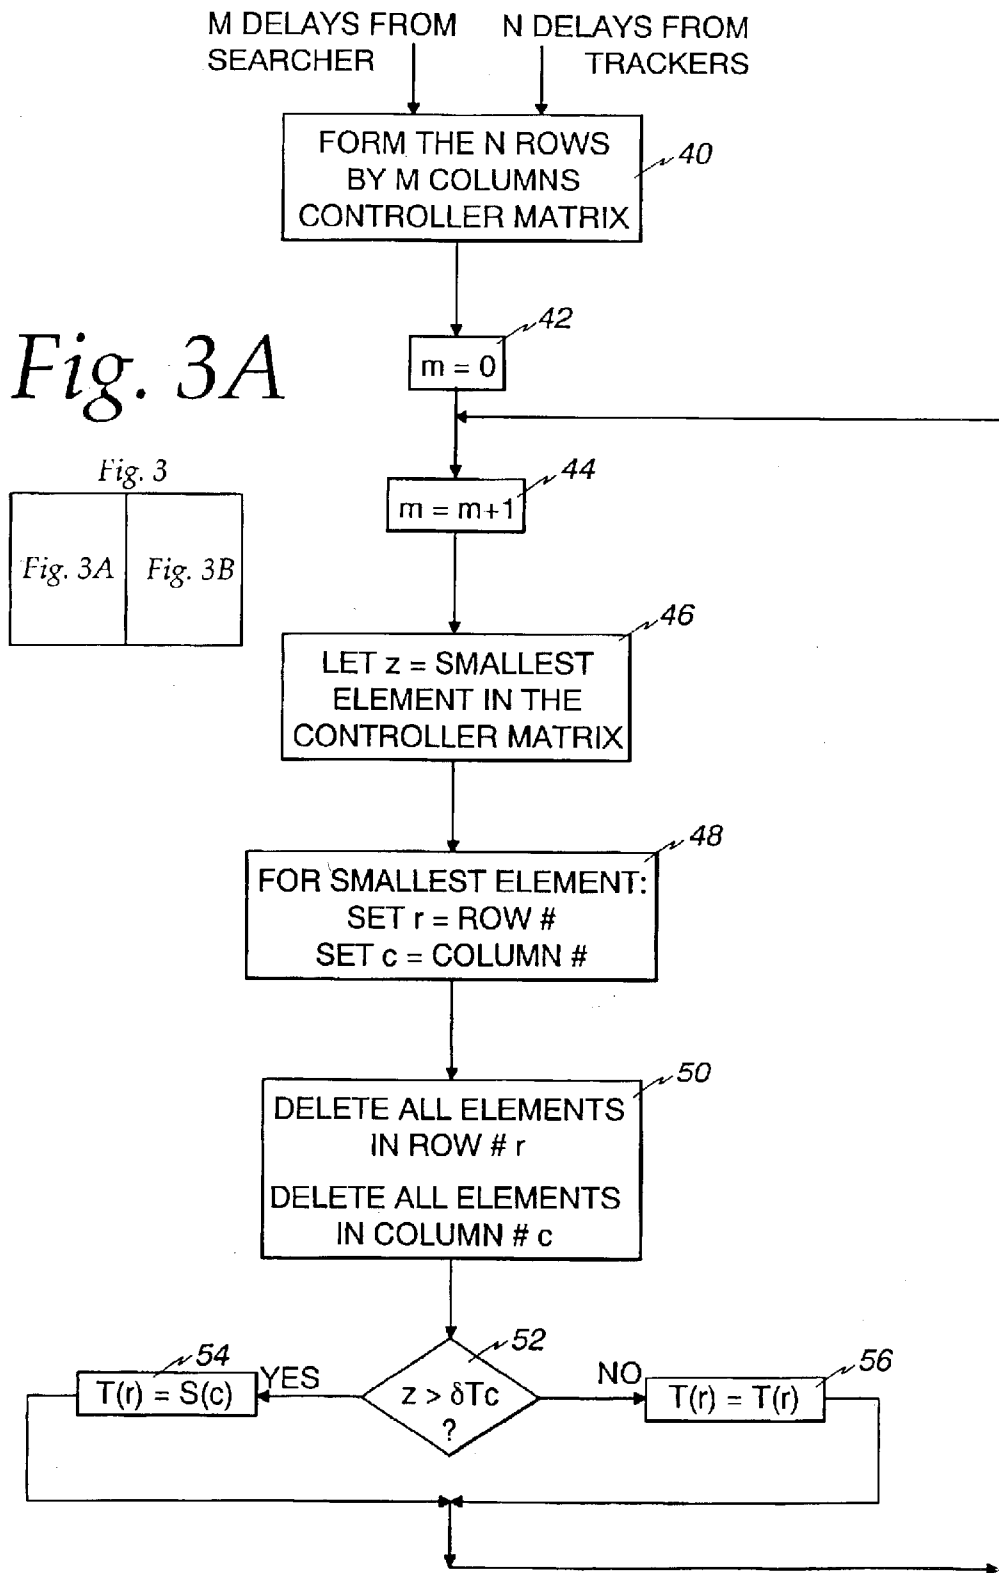 M DELAYS FROM
SEARCHER
N DELAYS FROM
TRACKERS
FORM THE N ROWS
BY M COLUMNS
CONTROLLER MATRIX
40
Fig. 3A
42
m = 0
Fig. 3
Fig. 3A
Fig. 3B
44
m = m+1
46
LET z = SMALLEST
ELEMENT IN THE
CONTROLLER MATRIX
48
FOR SMALLEST ELEMENT:
SET r = ROW #
SET c = COLUMN #
50
DELETE ALL ELEMENTS
IN ROW # r
DELETE ALL ELEMENTS
IN COLUMN # c
52
z > δTc
?
54
YES
T(r) = S(c)
NO
56
T(r) = T(r)